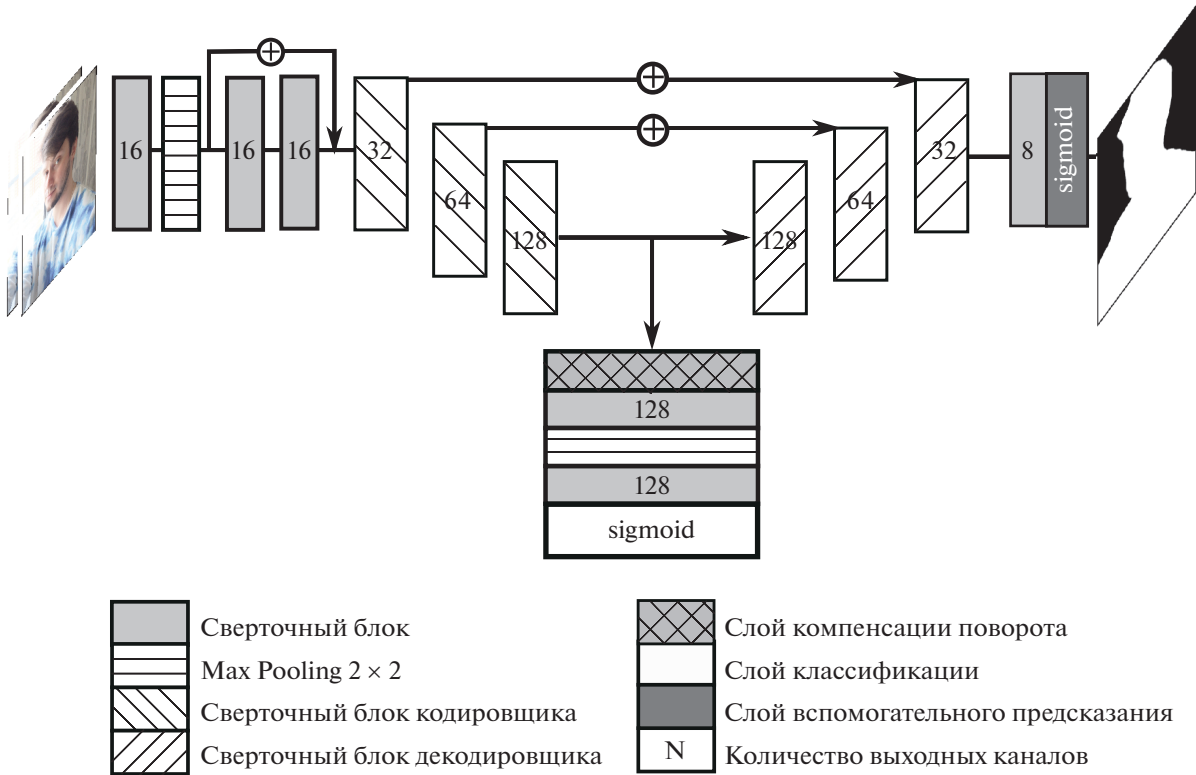 16
16
16
32
64
128
128
64
32
8
sigmoid
128
128
sigmoid
Сверточный блок
Max Pooling 2 × 2
Сверточный блок кодировщика
Сверточный блок декодировщика
Слой компенсации поворота
Слой классификации
Слой вспомогательного предсказания
N
Количество выходных каналов